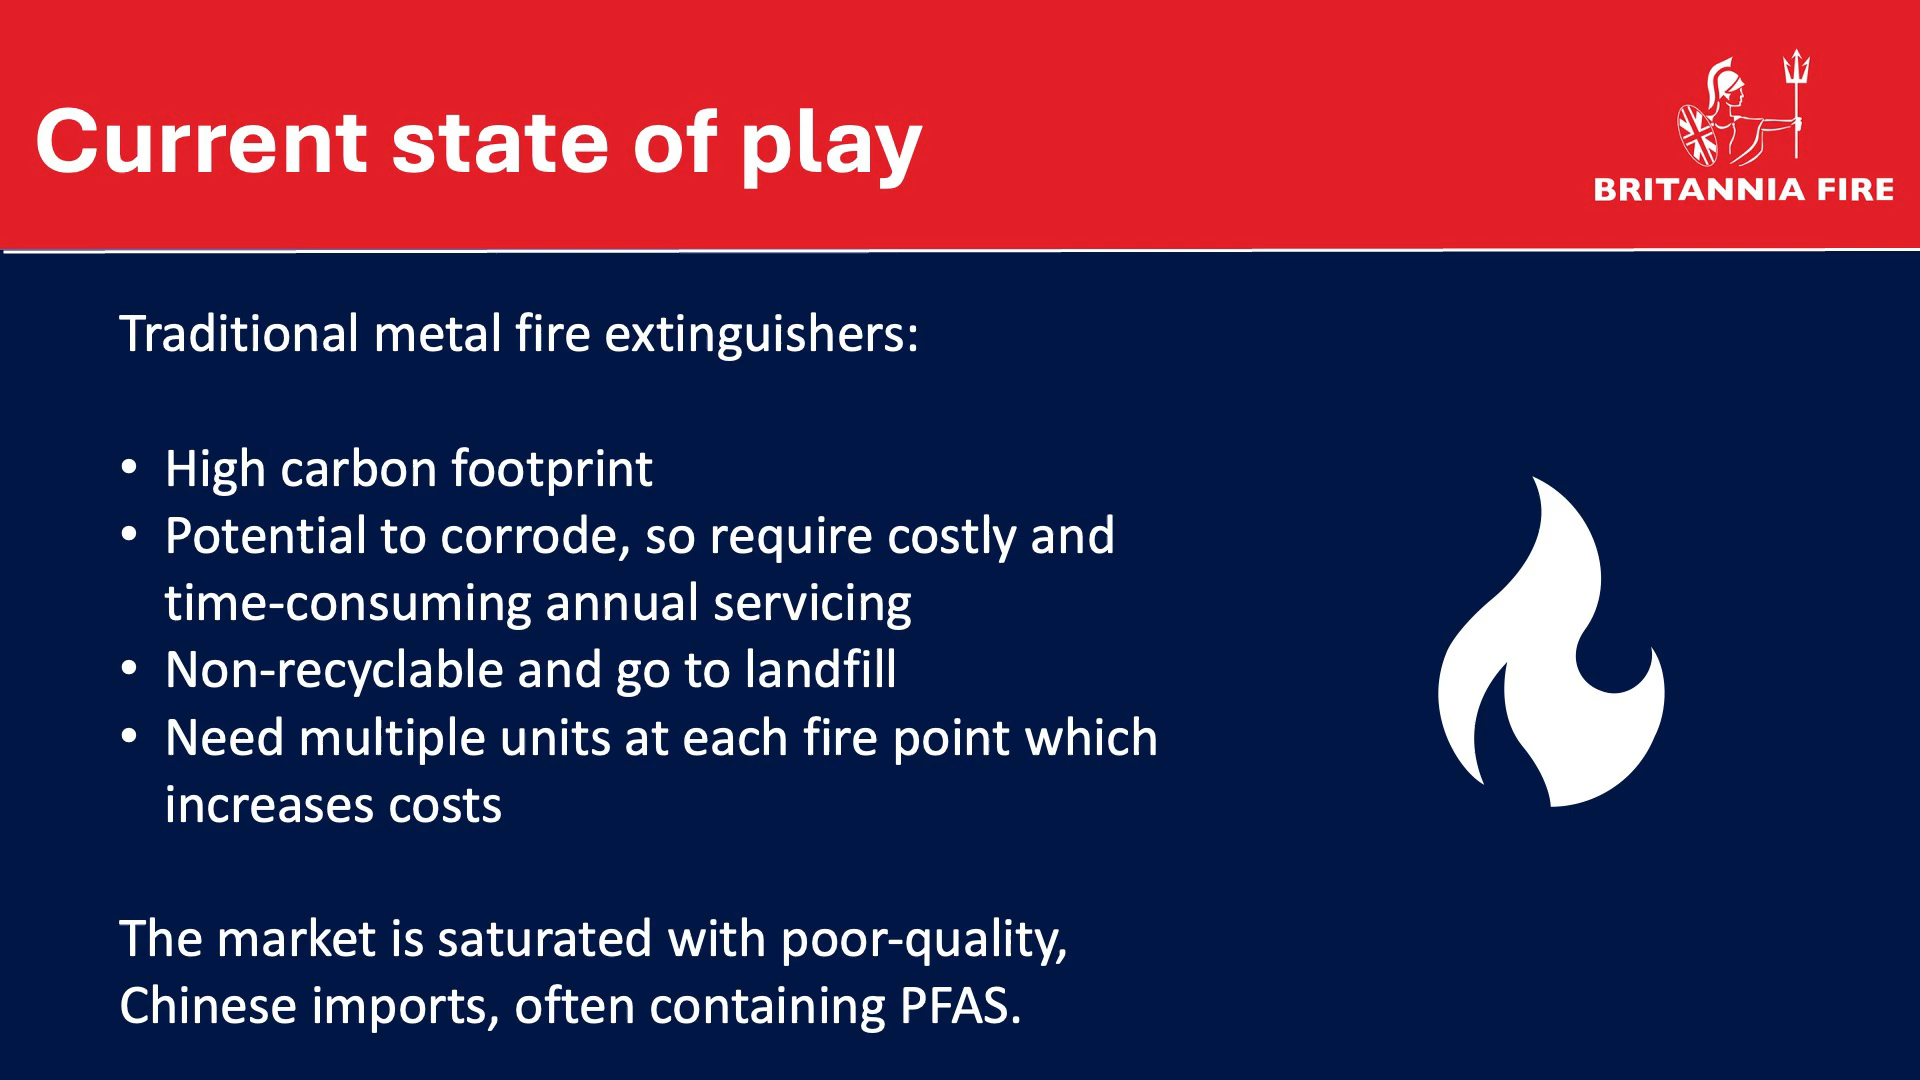 Current state of play
BRITANNIA FIRE
Traditional metal fire extinguishers:
• High carbon footprint
• Potential to corrode, so require costly and
time-consuming annual servicing
• Non-recyclable and go to landfill
• Need multiple units at each fire point which
increases costs
The market is saturated with poor-quality,
Chinese imports, often containing PFAS.